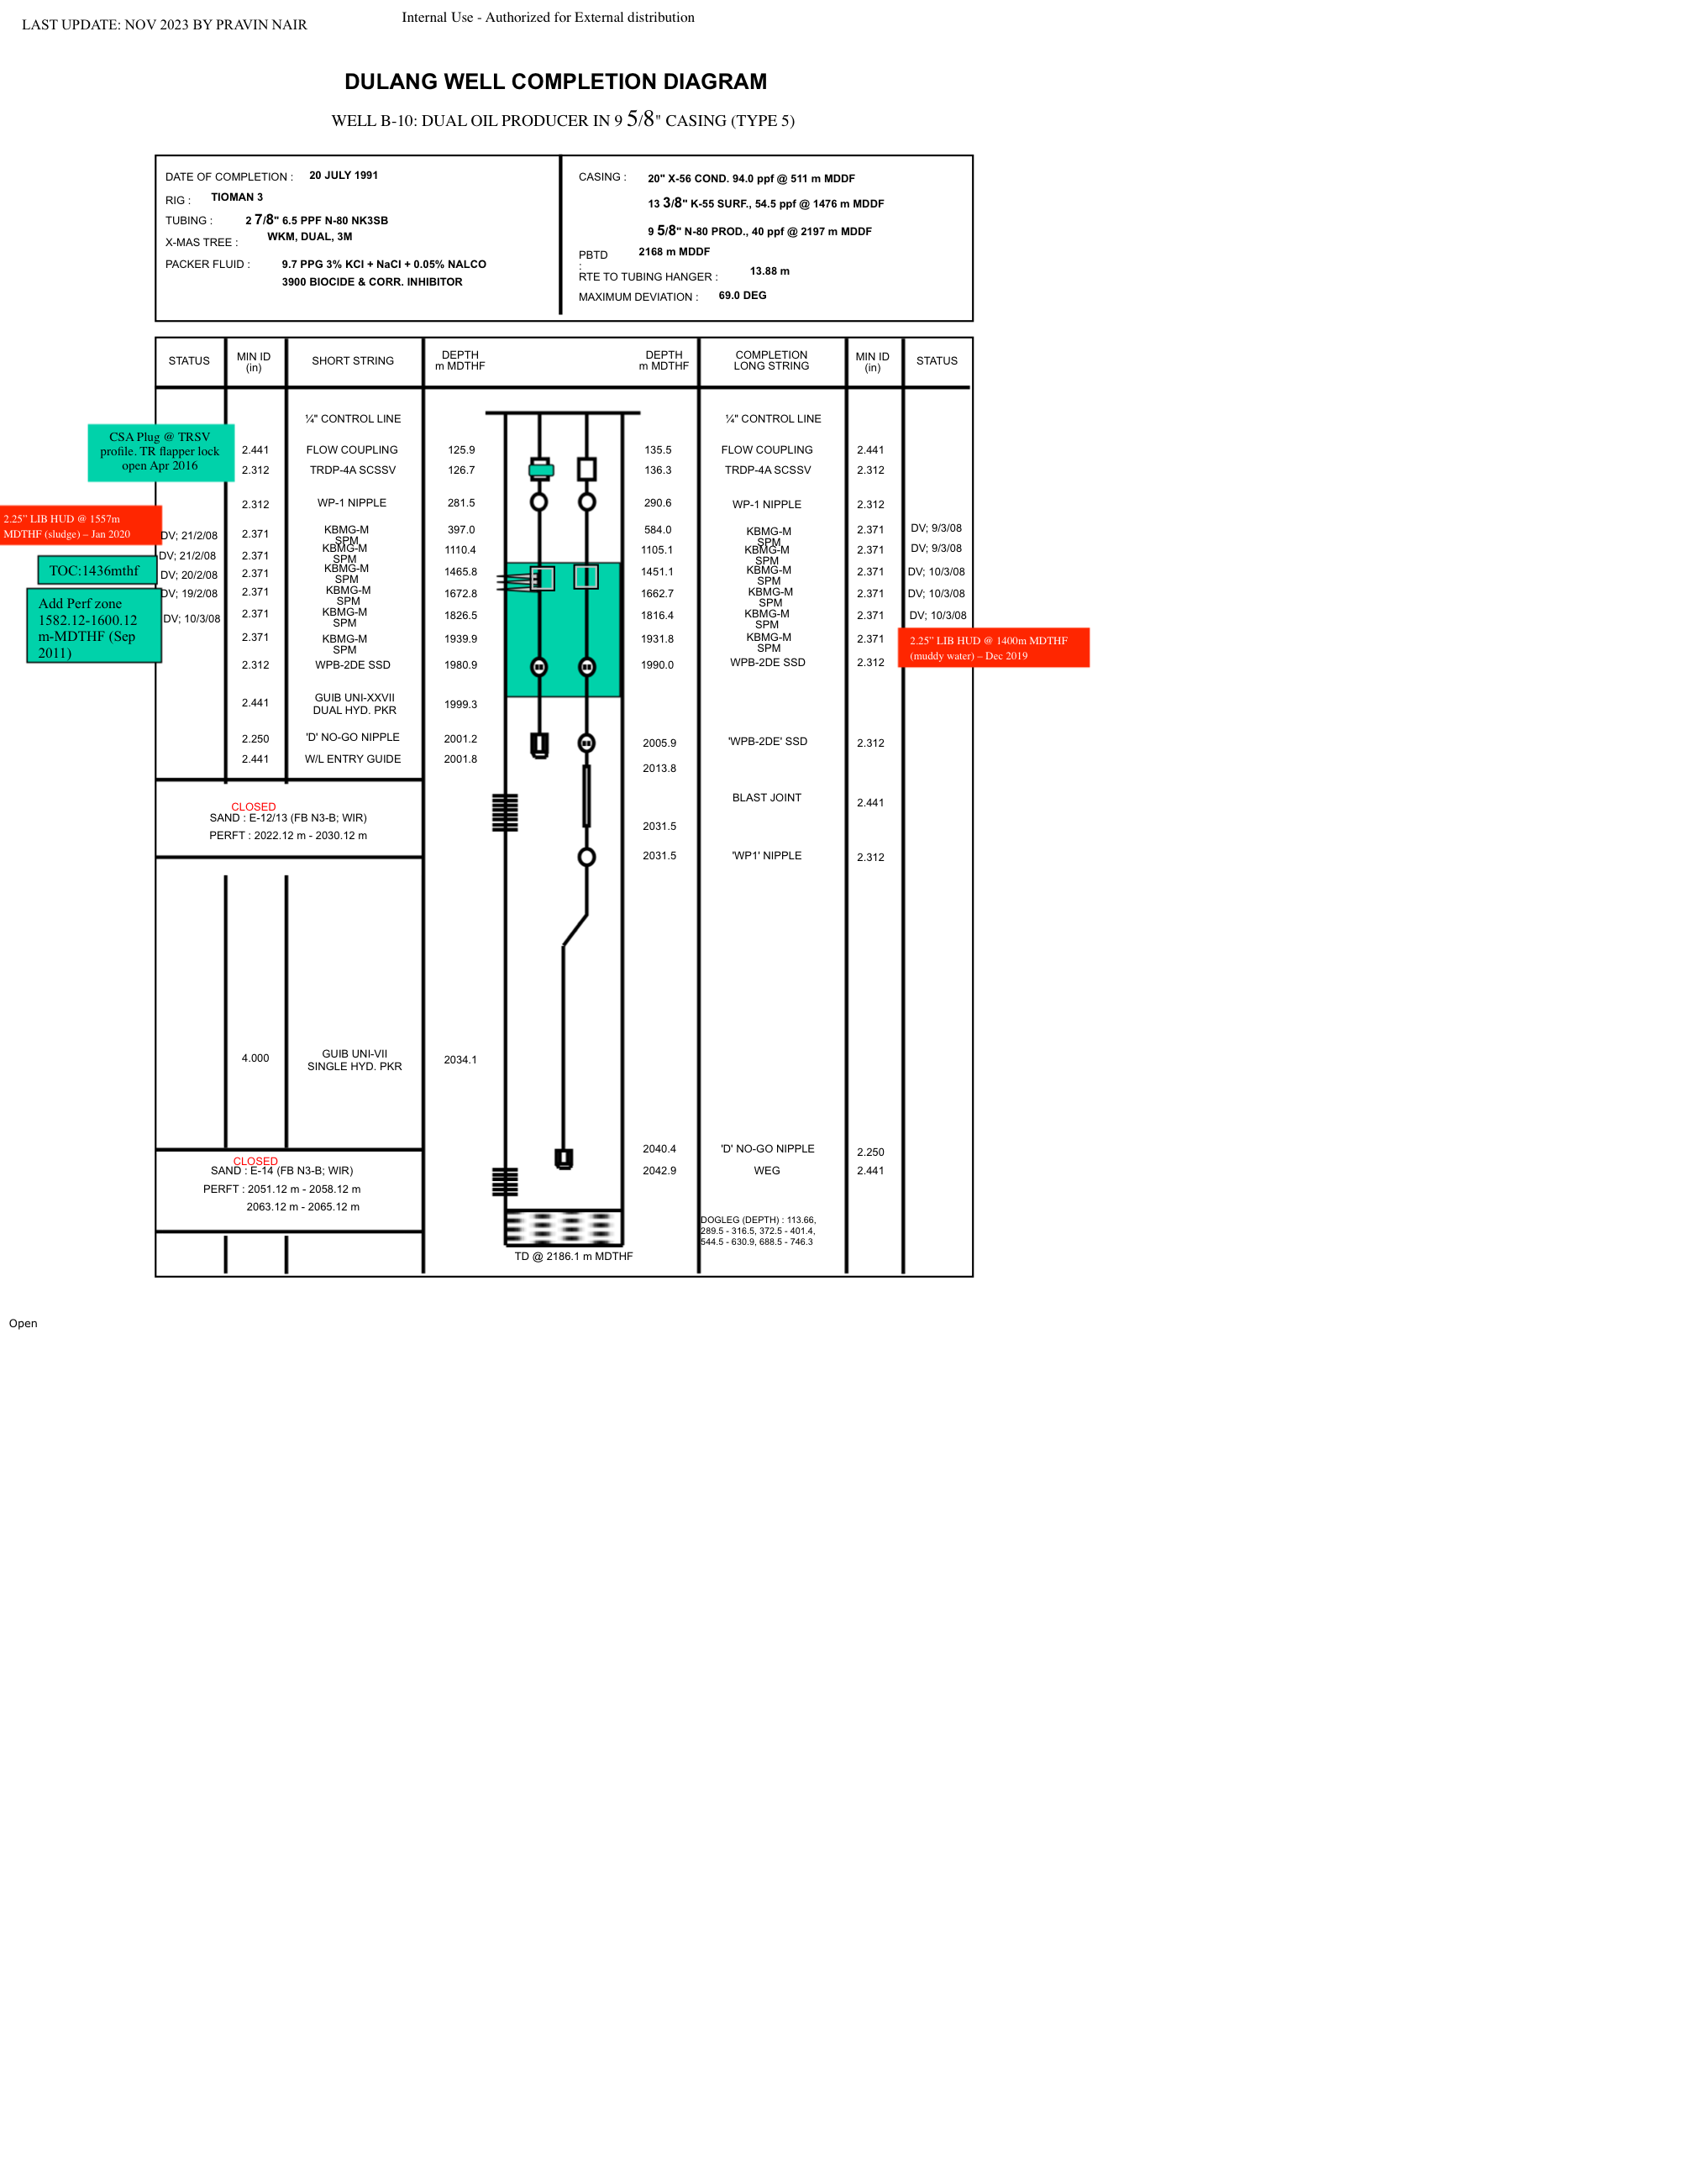 LAST UPDATE: NOV 2023 BY PRAVIN NAIR
Internal Use - Authorized for External distribution
DULANG WELL COMPLETION DIAGRAM
WELL B-10: DUAL OIL PRODUCER IN 9 5/8" CASING (TYPE 5)
DATE OF COMPLETION : 20 JULY 1991
RIG : TIOMAN 3
TUBING : 2 7/8" 6.5 PPF N-80 NK3SB
X-MAS TREE : WKM, DUAL, 3M
PACKER FLUID : 9.7 PPG 3% KCl + NaCl + 0.05% NALCO
3900 BIOCIDE & CORR. INHIBITOR
CASING : 20" X-56 COND. 94.0 ppf @ 511 m MDDF
13 3/8" K-55 SURF., 54.5 ppf @ 1476 m MDDF
9 5/8" N-80 PROD., 40 ppf @ 2197 m MDDF
PBTD : 2168 m MDDF
RTE TO TUBING HANGER : 13.88 m
MAXIMUM DEVIATION : 69.0 DEG
STATUS MIN ID (in) SHORT STRING DEPTH m MDTHF DEPTH m MDTHF COMPLETION LONG STRING MIN ID (in) STATUS
¼" CONTROL LINE ¼" CONTROL LINE
CSA Plug @ TRSV
profile. TR flapper lock
open Apr 2016
2.441 FLOW COUPLING 125.9 135.5 FLOW COUPLING 2.441
2.312 TRDP-4A SCSSV 126.7 136.3 TRDP-4A SCSSV 2.312
2.312 WP-1 NIPPLE 281.5 290.6 WP-1 NIPPLE 2.312
2.25" LIB HUD @ 1557m
MDTHF (sludge) – Jan 2020
DV; 21/2/08 2.371 KBMG-M SPM 397.0 584.0 KBMG-M SPM 2.371 DV; 9/3/08
DV; 21/2/08 2.371 KBMG-M SPM 1110.4 1105.1 KBMG-M SPM 2.371 DV; 9/3/08
TOC:1436mthf
DV; 20/2/08 2.371 KBMG-M SPM 1465.8 1451.1 KBMG-M SPM 2.371 DV; 10/3/08
DV; 19/2/08 2.371 KBMG-M SPM 1672.8 1662.7 KBMG-M SPM 2.371 DV; 10/3/08
Add Perf zone
1582.12-1600.12
m-MDTHF (Sep
2011)
DV; 10/3/08 2.371 KBMG-M SPM 1826.5 1816.4 KBMG-M SPM 2.371 DV; 10/3/08
2.371 KBMG-M SPM 1939.9 1931.8 KBMG-M SPM 2.371
2.25" LIB HUD @ 1400m MDTHF
(muddy water) – Dec 2019
2.312 WPB-2DE SSD 1980.9 1990.0 WPB-2DE SSD 2.312
2.441 GUIB UNI-XXVII DUAL HYD. PKR 1999.3
2.250 'D' NO-GO NIPPLE 2001.2 2005.9 'WPB-2DE' SSD 2.312
2.441 W/L ENTRY GUIDE 2001.8
2013.8
BLAST JOINT 2.441
CLOSED
SAND : E-12/13 (FB N3-B; WIR)
PERFT : 2022.12 m - 2030.12 m
2031.5
2031.5 'WP1' NIPPLE 2.312
4.000 GUIB UNI-VII SINGLE HYD. PKR 2034.1
2040.4 'D' NO-GO NIPPLE 2.250
2042.9 WEG 2.441
CLOSED
SAND : E-14 (FB N3-B; WIR)
PERFT : 2051.12 m - 2058.12 m
2063.12 m - 2065.12 m
DOGLEG (DEPTH) : 113.66,
289.5 - 316.5, 372.5 - 401.4,
544.5 - 630.9, 688.5 - 746.3
TD @ 2186.1 m MDTHF
Open